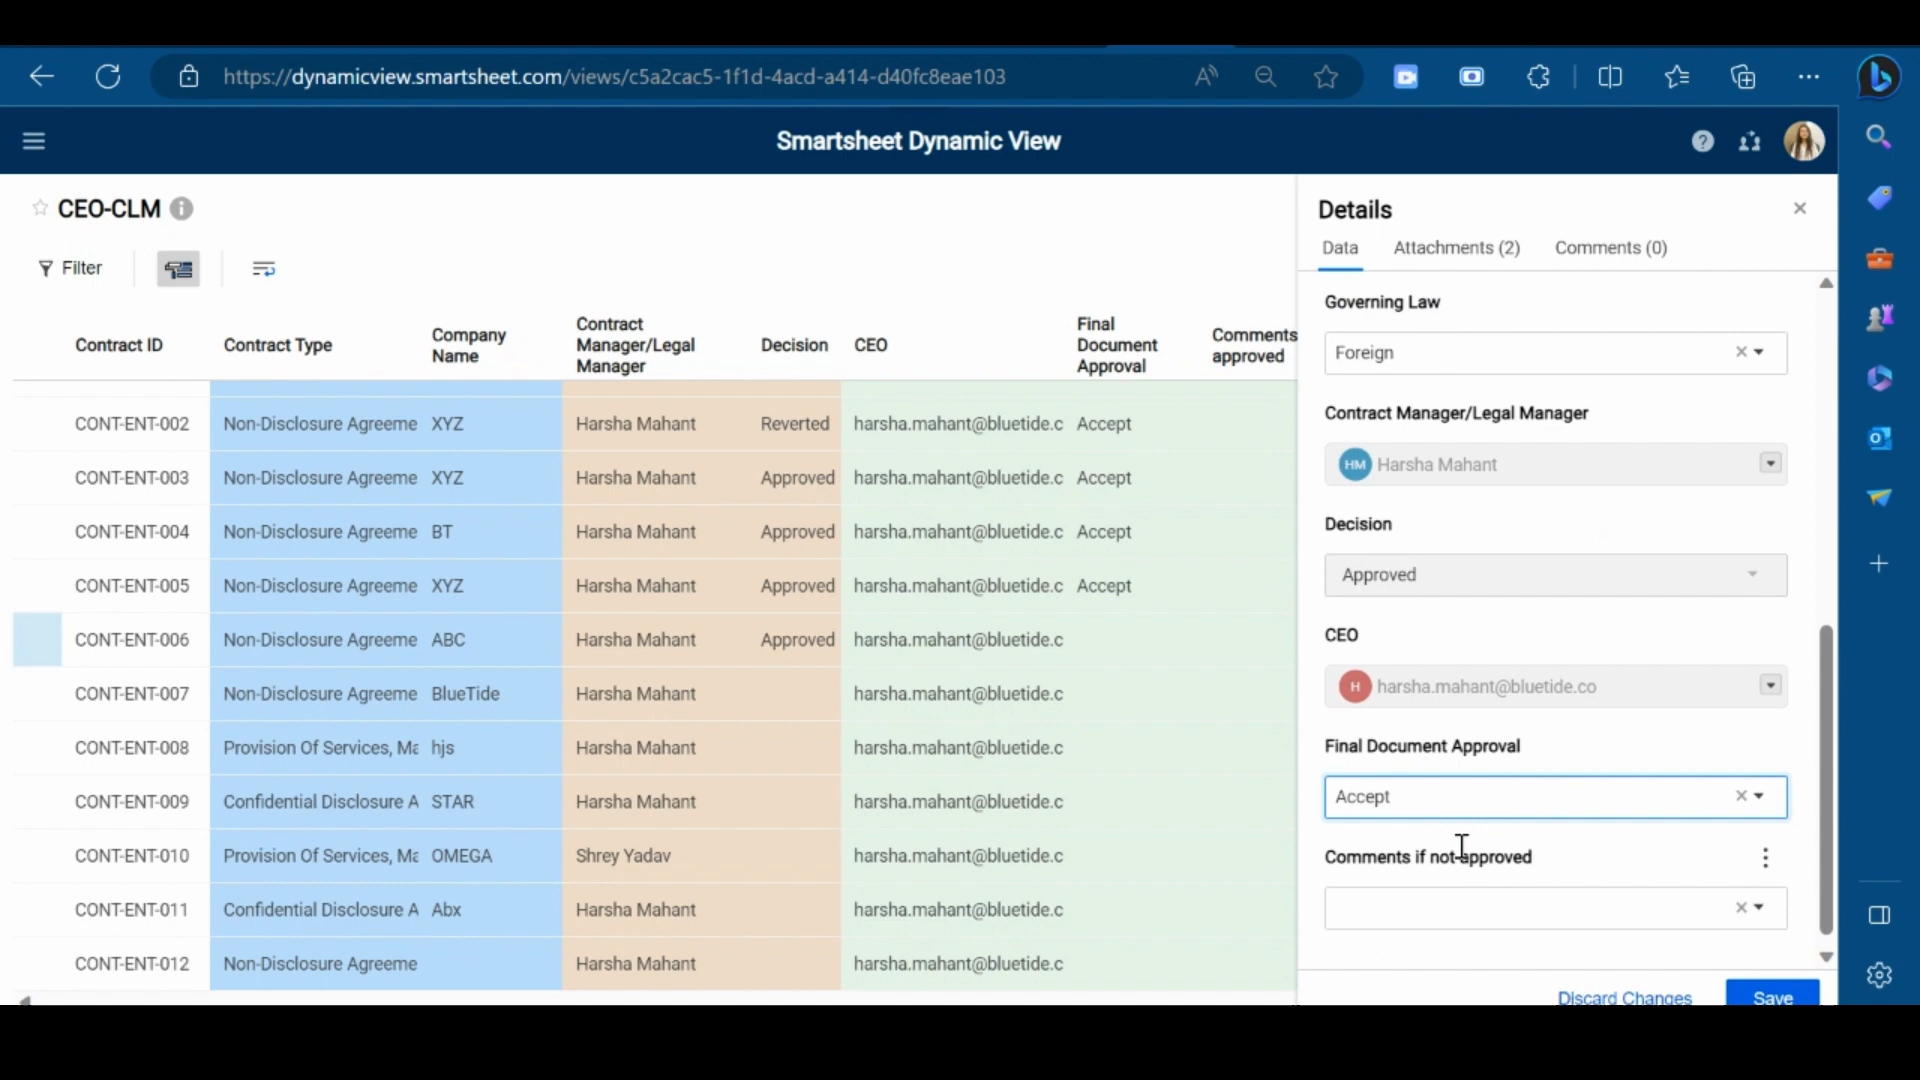 https://dynamicview.smartsheet.com/views/c5a2cac5-1f1d-4acd-a414-d40fc8eae103
Smartsheet Dynamic View
CEO-CLM
Filter
Contract ID
Contract Type
Company
Name
Contract
Manager/Legal
Manager
Decision
CEO
Final
Document
Approval
Comments
approved
CONT-ENT-002 Non-Disclosure Agreeme XYZ Harsha Mahant Reverted harsha.mahant@bluetide.c Accept
CONT-ENT-003 Non-Disclosure Agreeme XYZ Harsha Mahant Approved harsha.mahant@bluetide.c Accept
CONT-ENT-004 Non-Disclosure Agreeme BT Harsha Mahant Approved harsha.mahant@bluetide.c Accept
CONT-ENT-005 Non-Disclosure Agreeme XYZ Harsha Mahant Approved harsha.mahant@bluetide.c Accept
CONT-ENT-006 Non-Disclosure Agreeme ABC Harsha Mahant Approved harsha.mahant@bluetide.c
CONT-ENT-007 Non-Disclosure Agreeme BlueTide Harsha Mahant harsha.mahant@bluetide.c
CONT-ENT-008 Provision Of Services, Ma hjs Harsha Mahant harsha.mahant@bluetide.c
CONT-ENT-009 Confidential Disclosure A STAR Harsha Mahant harsha.mahant@bluetide.c
CONT-ENT-010 Provision Of Services, Ma OMEGA Shrey Yadav harsha.mahant@bluetide.c
CONT-ENT-011 Confidential Disclosure A Abx Harsha Mahant harsha.mahant@bluetide.c
CONT-ENT-012 Non-Disclosure Agreeme Harsha Mahant harsha.mahant@bluetide.c
Details
Data Attachments (2) Comments (0)
Governing Law
Foreign
Contract Manager/Legal Manager
HM Harsha Mahant
Decision
Approved
CEO
H harsha.mahant@bluetide.co
Final Document Approval
Accept
Comments if not approved
Discard Changes Save